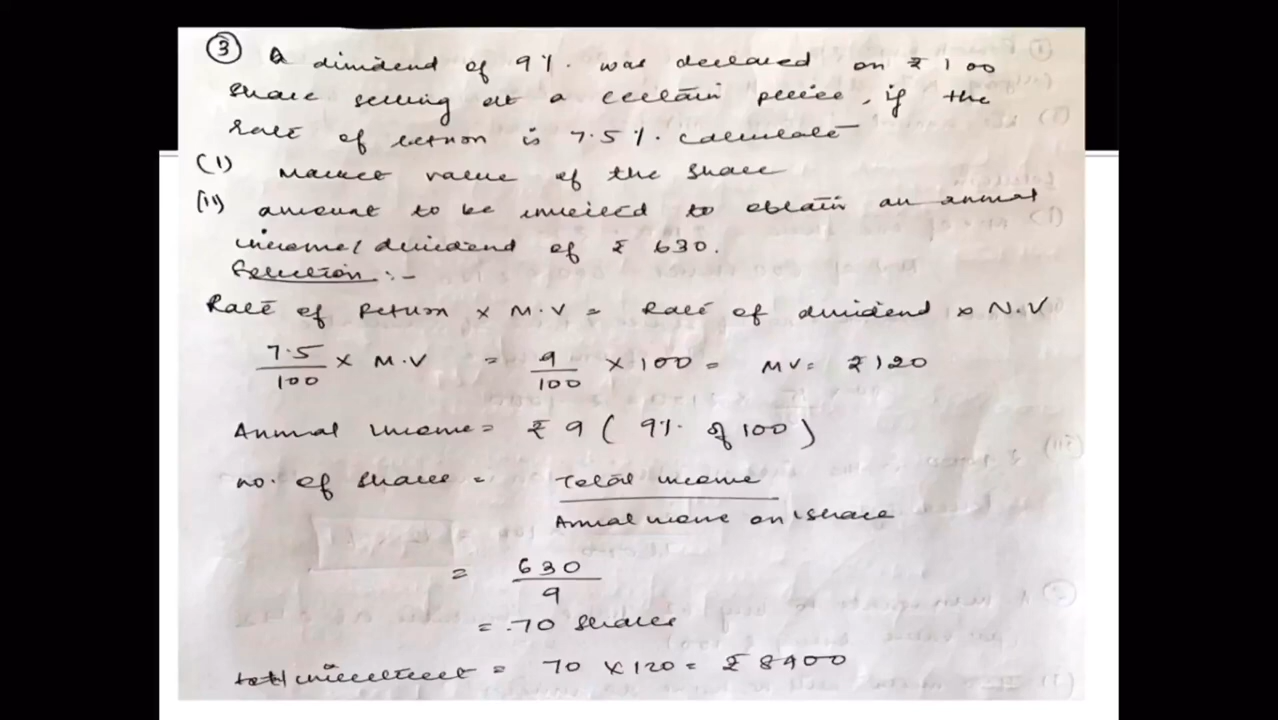 ③ A dividend of 9%. was declared on ₹ 100
share selling at a certain price, if the
rate of return is 7.5%. calculate
(i) Market value of the share
(ii) amount to be invested to obtain an annual
income/dividend of ₹ 630.
Solution :-
Rate of Return × M.V = Rate of dividend × N.V
7.5/100 × M.V = 9/100 × 100 = MV = ₹120
Annual income = ₹ 9 ( 9%. of 100)
no. of shares = Total income / Annual income on 1 share
= 630/9
= 70 shares
total investment = 70 × 120 = ₹ 8400